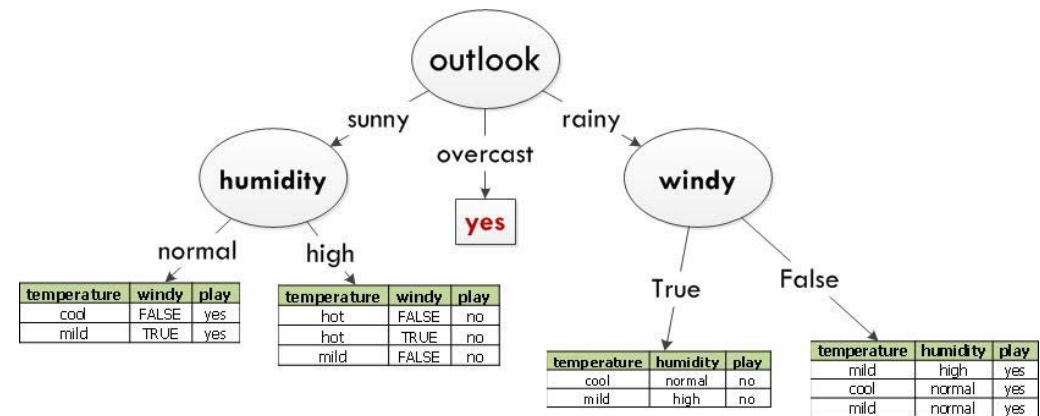 outlook
sunny
overcast
rainy
humidity
yes
windy
normal
high
True
False
temperature windy play
cool FALSE yes
mild TRUE yes
temperature windy play
hot FALSE no
hot TRUE no
mild FALSE no
temperature humidity play
cool normal no
mild high no
temperature humidity play
mild high yes
cool normal yes
mild normal yes